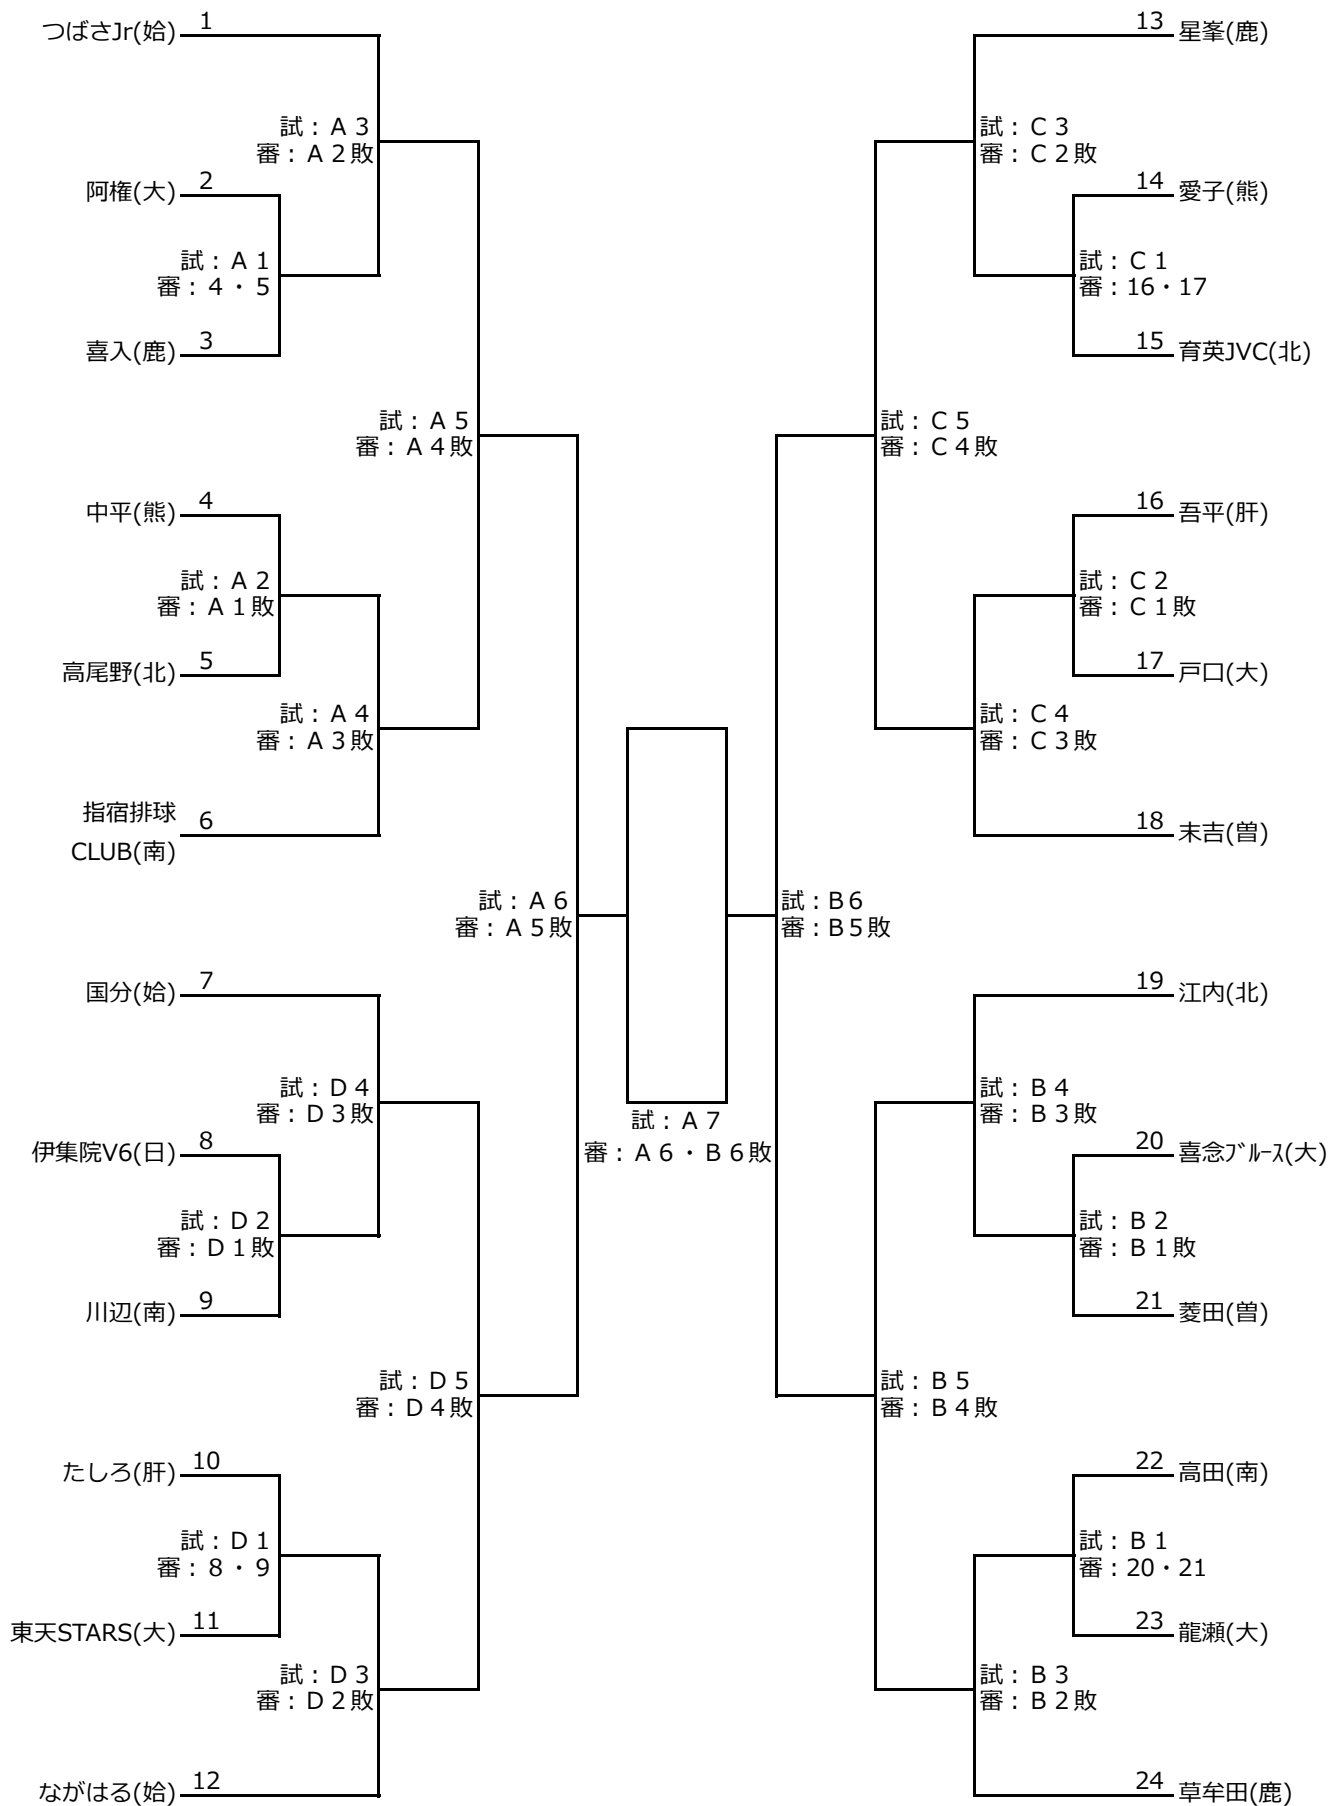 つばさJr(姶) 1
試：Ａ３
審：Ａ２敗
阿権(大) 2
試：Ａ１
審：４・５
喜入(鹿) 3
試：Ａ５
審：Ａ４敗
中平(熊) 4
試：Ａ２
審：Ａ１敗
高尾野(北) 5
試：Ａ４
審：Ａ３敗
指宿排球
CLUB(南) 6
試：Ａ６
審：Ａ５敗
国分(姶) 7
試：Ｄ４
審：Ｄ３敗
伊集院V6(日) 8
試：Ｄ２
審：Ｄ１敗
川辺(南) 9
試：Ｄ５
審：Ｄ４敗
たしろ(肝) 10
試：Ｄ１
審：８・９
東天STARS(大) 11
試：Ｄ３
審：Ｄ２敗
ながはる(姶) 12
試：Ａ７
審：Ａ６・Ｂ６敗
13 星峯(鹿)
試：Ｃ３
審：Ｃ２敗
14 愛子(熊)
試：Ｃ１
審：16・17
15 育英JVC(北)
試：Ｃ５
審：Ｃ４敗
16 吾平(肝)
試：Ｃ２
審：Ｃ１敗
17 戸口(大)
試：Ｃ４
審：Ｃ３敗
18 末吉(曽)
試：B６
審：B５敗
19 江内(北)
試：Ｂ４
審：Ｂ３敗
20 喜念ﾌﾞﾙｰｽ(大)
試：Ｂ２
審：Ｂ１敗
21 菱田(曽)
試：Ｂ５
審：Ｂ４敗
22 高田(南)
試：Ｂ１
審：20・21
23 龍瀬(大)
試：Ｂ３
審：Ｂ２敗
24 草牟田(鹿)